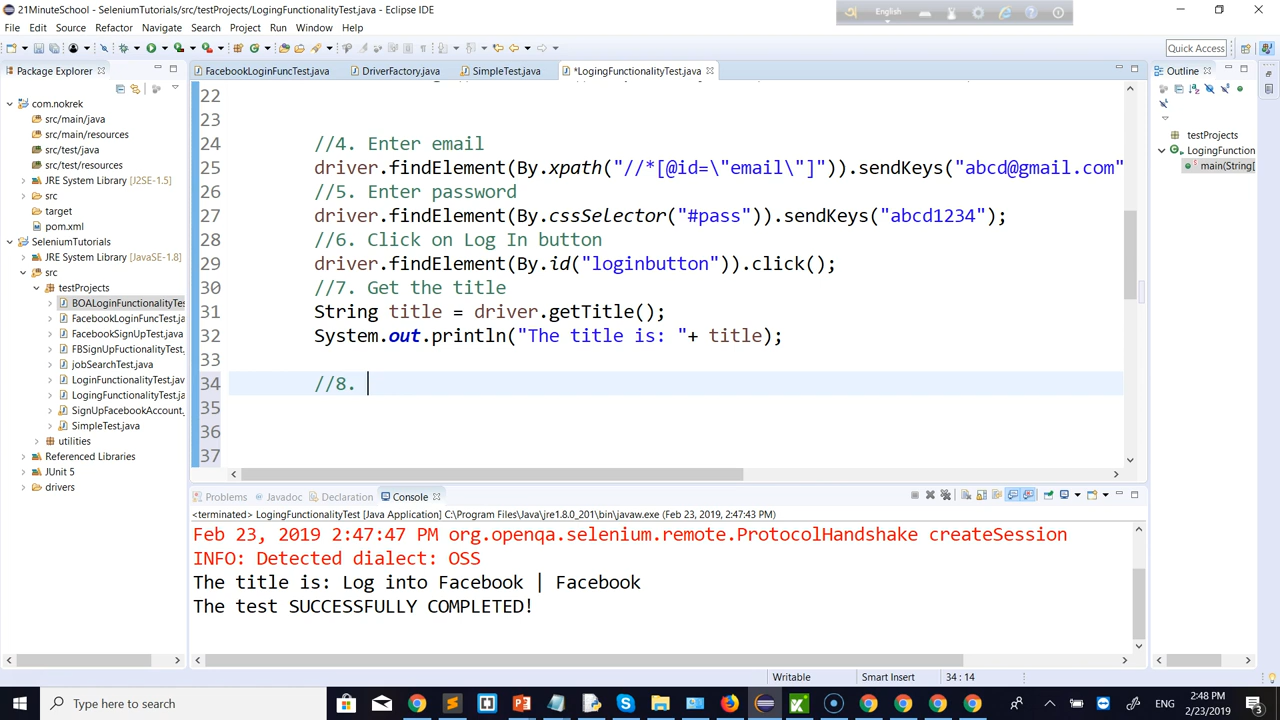 21MinuteSchool - SeleniumTutorials/src/testProjects/LogingFunctionalityTest.java - Eclipse IDE
English
File Edit Source Refactor Navigate Search Project Run Window Help
Quick Access
Package Explorer
FacebookLoginFuncTest.java
DriverFactory.java
SimpleTest.java
*LogingFunctionalityTest.java
Outline
com.nokrek
src/main/java
src/main/resources
src/test/java
src/test/resources
JRE System Library [J2SE-1.5]
src
target
pom.xml
SeleniumTutorials
JRE System Library [JavaSE-1.8]
src
testProjects
BOALoginFunctionalityTes
FacebookLoginFuncTest.j
FacebookSignUpTest.java
FBSignUpFuctionalityTest
jobSearchTest.java
LoginFunctionalityTest.jav
LogingFunctionalityTest.ja
SignUpFacebookAccount.
SimpleTest.java
utilities
Referenced Libraries
JUnit 5
drivers
22
23
24 //4. Enter email
25 driver.findElement(By.xpath("//*[@id=\"email\"]")).sendKeys("abcd@gmail.com"
26 //5. Enter password
27 driver.findElement(By.cssSelector("#pass")).sendKeys("abcd1234");
28 //6. Click on Log In button
29 driver.findElement(By.id("loginbutton")).click();
30 //7. Get the title
31 String title = driver.getTitle();
32 System.out.println("The title is: "+ title);
33
34 //8.
35
36
37
testProjects
LogingFunction
main(String[
Problems Javadoc Declaration Console
<terminated> LogingFunctionalityTest [Java Application] C:\Program Files\Java\jre1.8.0_201\bin\javaw.exe (Feb 23, 2019, 2:47:43 PM)
Feb 23, 2019 2:47:47 PM org.openqa.selenium.remote.ProtocolHandshake createSession
INFO: Detected dialect: OSS
The title is: Log into Facebook | Facebook
The test SUCCESSFULLY COMPLETED!
Writable
Smart Insert
34 : 14
Type here to search
ENG
2:48 PM
2/23/2019
3